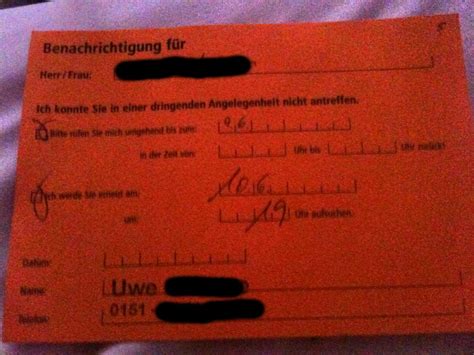 Benachrichtigung für
Herr/Frau:
Ich konnte Sie in einer dringenden Angelegenheit nicht antreffen.
Bitte rufen Sie mich umgehend bis zum: 9.6.
in der Zeit von: Uhr bis Uhr zurück!
Ich werde Sie erneut am: 10.6
um: 19 Uhr aufsuchen.
Datum:
Name: Uwe
Telefon: 0151